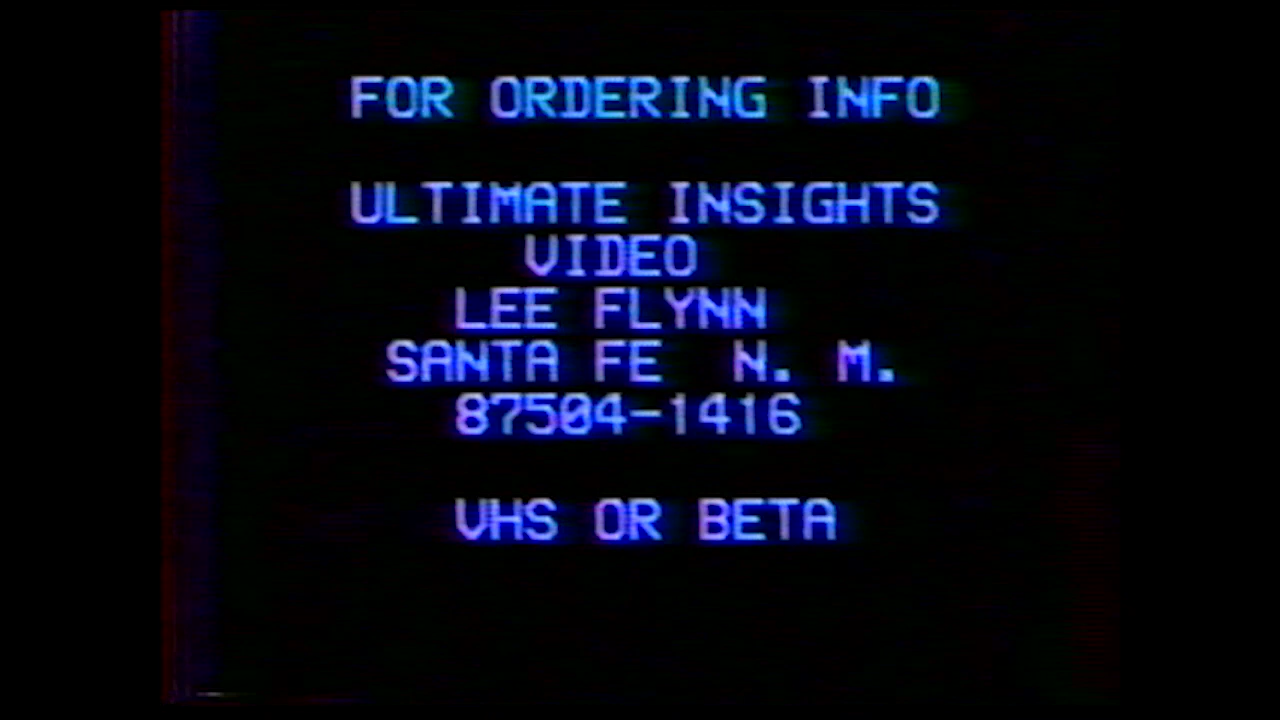 FOR ORDERING INFO
ULTIMATE INSIGHTS
VIDEO
LEE FLYNN
SANTA FE  N. M.
87504-1416
VHS OR BETA